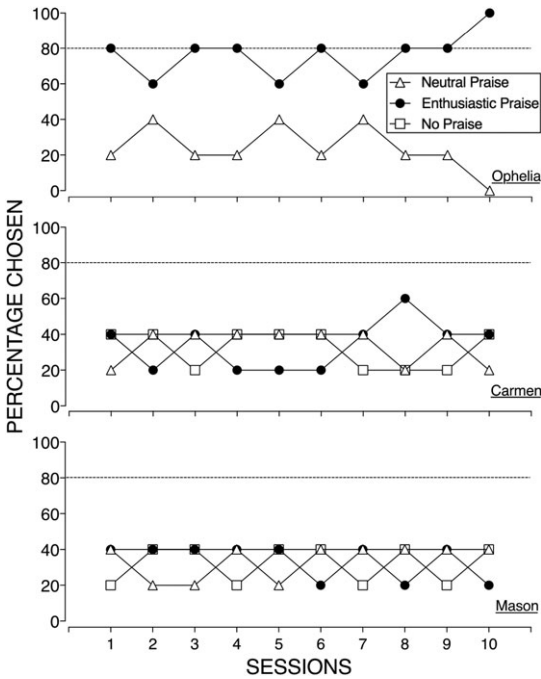 100
80
60
40
20
0
Neutral Praise
Enthusiastic Praise
No Praise
Ophelia
PERCENTAGE CHOSEN
100
80
60
40
20
0
Carmen
100
80
60
40
20
0
Mason
1 2 3 4 5 6 7 8 9 10
SESSIONS